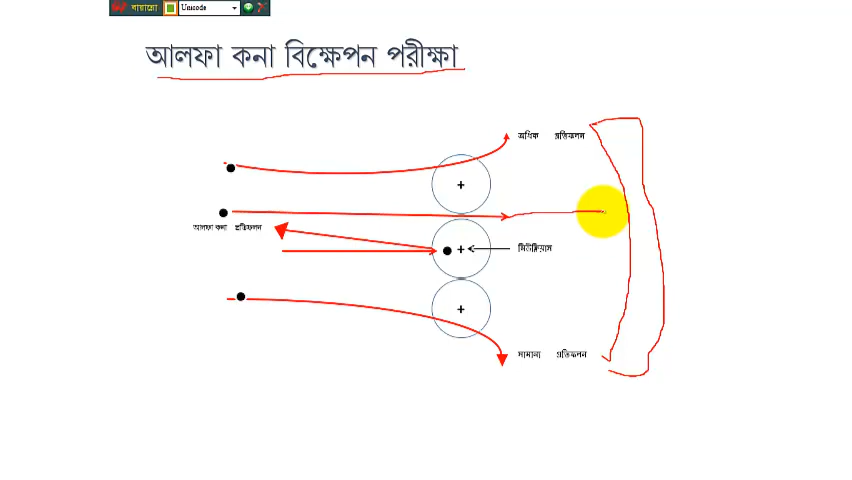 বায়ান্নো Unicode
আলফা কনা বিক্ষেপন পরীক্ষা
অধিক প্রতিফলন
+
আলফা কনা প্রতিফলন
+
নিউক্লিয়াস
+
সামান্য প্রতিফলন